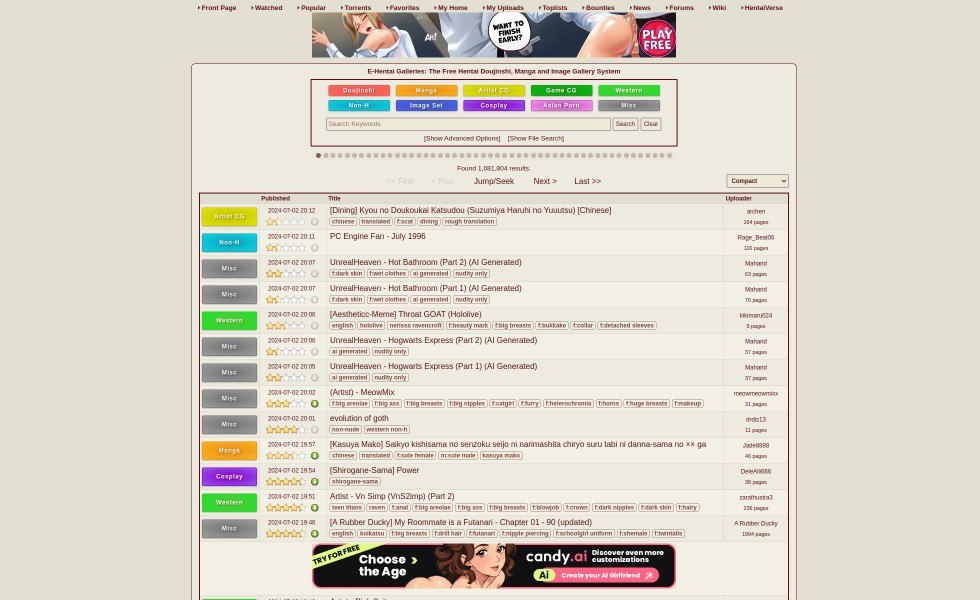 Front Page Watched Popular Torrents Favorites My Home My Uploads Toplists Bounties News Forums Wiki HentaiVerse
AH!
WANT TO FINISH EARLY?
PLAY FREE
E-Hentai Galleries: The Free Hentai Doujinshi, Manga and Image Gallery System
Doujinshi Manga Artist CG Game CG Western
Non-H Image Set Cosplay Asian Porn Misc
Search Keywords Search Clear
[Show Advanced Options] [Show File Search]
Found 1,081,804 results.
<< First < Prev Jump/Seek Next > Last >> Compact
Published Title Uploader
Artist CG 2024-07-02 20:12 [Dining] Kyou no Doukoukai Katsudou (Suzumiya Haruhi no Yuuutsu) [Chinese] archen
chinese translated f:scat dining rough translation 164 pages
Non-H 2024-07-02 20:11 PC Engine Fan - July 1996 Rage_Beat06
116 pages
Misc 2024-07-02 20:07 UnrealHeaven - Hot Bathroom (Part 2) (AI Generated) Maharid
f:dark skin f:wet clothes ai generated nudity only 63 pages
Misc 2024-07-02 20:07 UnrealHeaven - Hot Bathroom (Part 1) (AI Generated) Maharid
f:dark skin f:wet clothes ai generated nudity only 70 pages
Western 2024-07-02 20:06 [Aestheticc-Meme] Throat GOAT (Hololive) kikimaru024
english hololive nerissa ravencroft f:beauty mark f:big breasts f:bukkake f:collar f:detached sleeves 9 pages
Misc 2024-07-02 20:06 UnrealHeaven - Hogwarts Express (Part 2) (AI Generated) Maharid
ai generated nudity only 37 pages
Misc 2024-07-02 20:05 UnrealHeaven - Hogwarts Express (Part 1) (AI Generated) Maharid
ai generated nudity only 37 pages
Misc 2024-07-02 20:02 (Artist) - MeowMix meowmeowmixx
f:big areolae f:big ass f:big breasts f:big nipples f:catgirl f:furry f:heterochromia f:horns f:huge breasts f:makeup 31 pages
Misc 2024-07-02 20:01 evolution of goth drdiz13
non-nude western non-h 11 pages
Manga 2024-07-02 19:57 [Kasuya Mako] Saikyo kishisama no senzoku seijo ni narimashita chiryo suru tabi ni danna-sama no ×× ga Jade8888
chinese translated f:sole female m:sole male kasuya mako 46 pages
Cosplay 2024-07-02 19:54 [Shirogane-Sama] Power DeleAlli666
shirogane-sama 38 pages
Western 2024-07-02 19:51 Artist - Vn Simp (VnS2imp) (Part 2) zarathustra3
teen titans raven f:anal f:big areolae f:big ass f:big breasts f:blowjob f:crown f:dark nipples f:dark skin f:hairy 236 pages
Misc 2024-07-02 19:46 [A Rubber Ducky] My Roommate is a Futanari - Chapter 01 - 90 (updated) A Rubber Ducky
english koikatsu f:big breasts f:drill hair f:futanari f:nipple piercing f:schoolgirl uniform f:shemale f:twintails 1994 pages
TRY FOR FREE
Choose the Age
candy.ai Discover even more customizations
Ai Create your AI Girlfriend